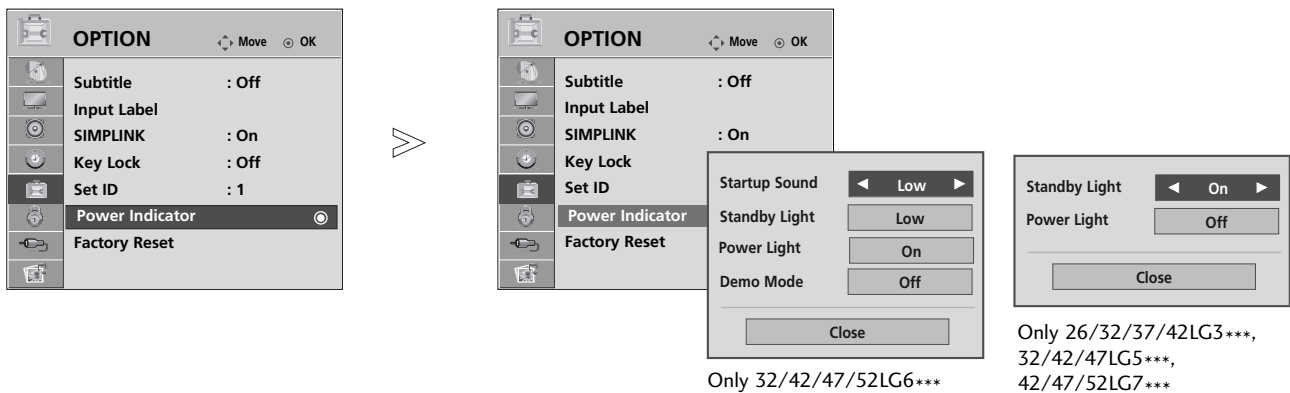 OPTION Move OK
Subtitle : Off
Input Label
SIMPLINK : On
Key Lock : Off
Set ID : 1
Power Indicator
Factory Reset
OPTION Move OK
Subtitle : Off
Input Label
SIMPLINK : On
Key Lock
Set ID
Power Indicator
Factory Reset
Startup Sound ◄ Low ►
Standby Light Low
Power Light On
Demo Mode Off
Close
Only 32/42/47/52LG6***
Standby Light ◄ On ►
Power Light Off
Close
Only 26/32/37/42LG3***,
32/42/47LG5***,
42/47/52LG7***